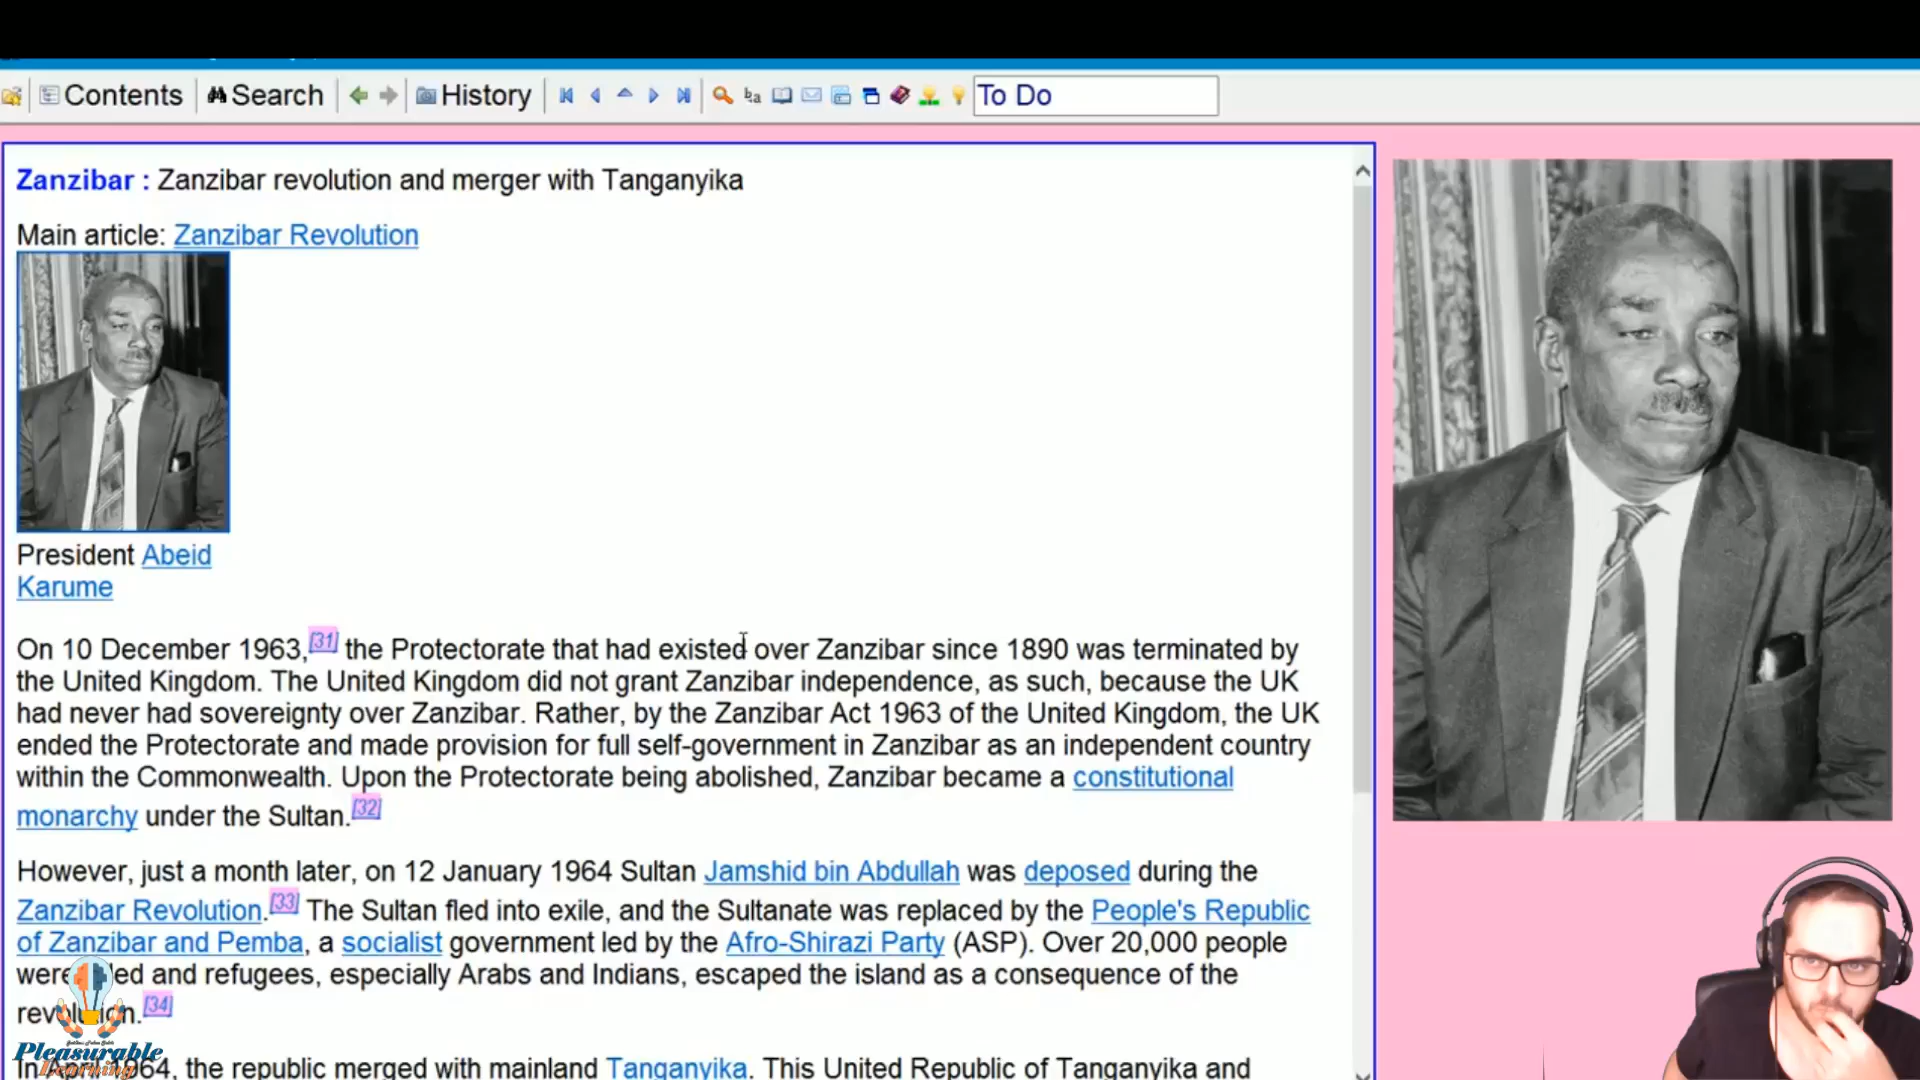 Contents Search History To Do
Zanzibar : Zanzibar revolution and merger with Tanganyika
Main article: Zanzibar Revolution
President Abeid
Karume
On 10 December 1963,[31] the Protectorate that had existed over Zanzibar since 1890 was terminated by
the United Kingdom. The United Kingdom did not grant Zanzibar independence, as such, because the UK
had never had sovereignty over Zanzibar. Rather, by the Zanzibar Act 1963 of the United Kingdom, the UK
ended the Protectorate and made provision for full self-government in Zanzibar as an independent country
within the Commonwealth. Upon the Protectorate being abolished, Zanzibar became a constitutional
monarchy under the Sultan.[32]
However, just a month later, on 12 January 1964 Sultan Jamshid bin Abdullah was deposed during the
Zanzibar Revolution.[33] The Sultan fled into exile, and the Sultanate was replaced by the People's Republic
of Zanzibar and Pemba, a socialist government led by the Afro-Shirazi Party (ASP). Over 20,000 people
were and refugees, especially Arabs and Indians, escaped the island as a consequence of the
revolution.[34]
Pleasurable
Learning
In 1964, the republic merged with mainland Tanganyika. This United Republic of Tanganyika and